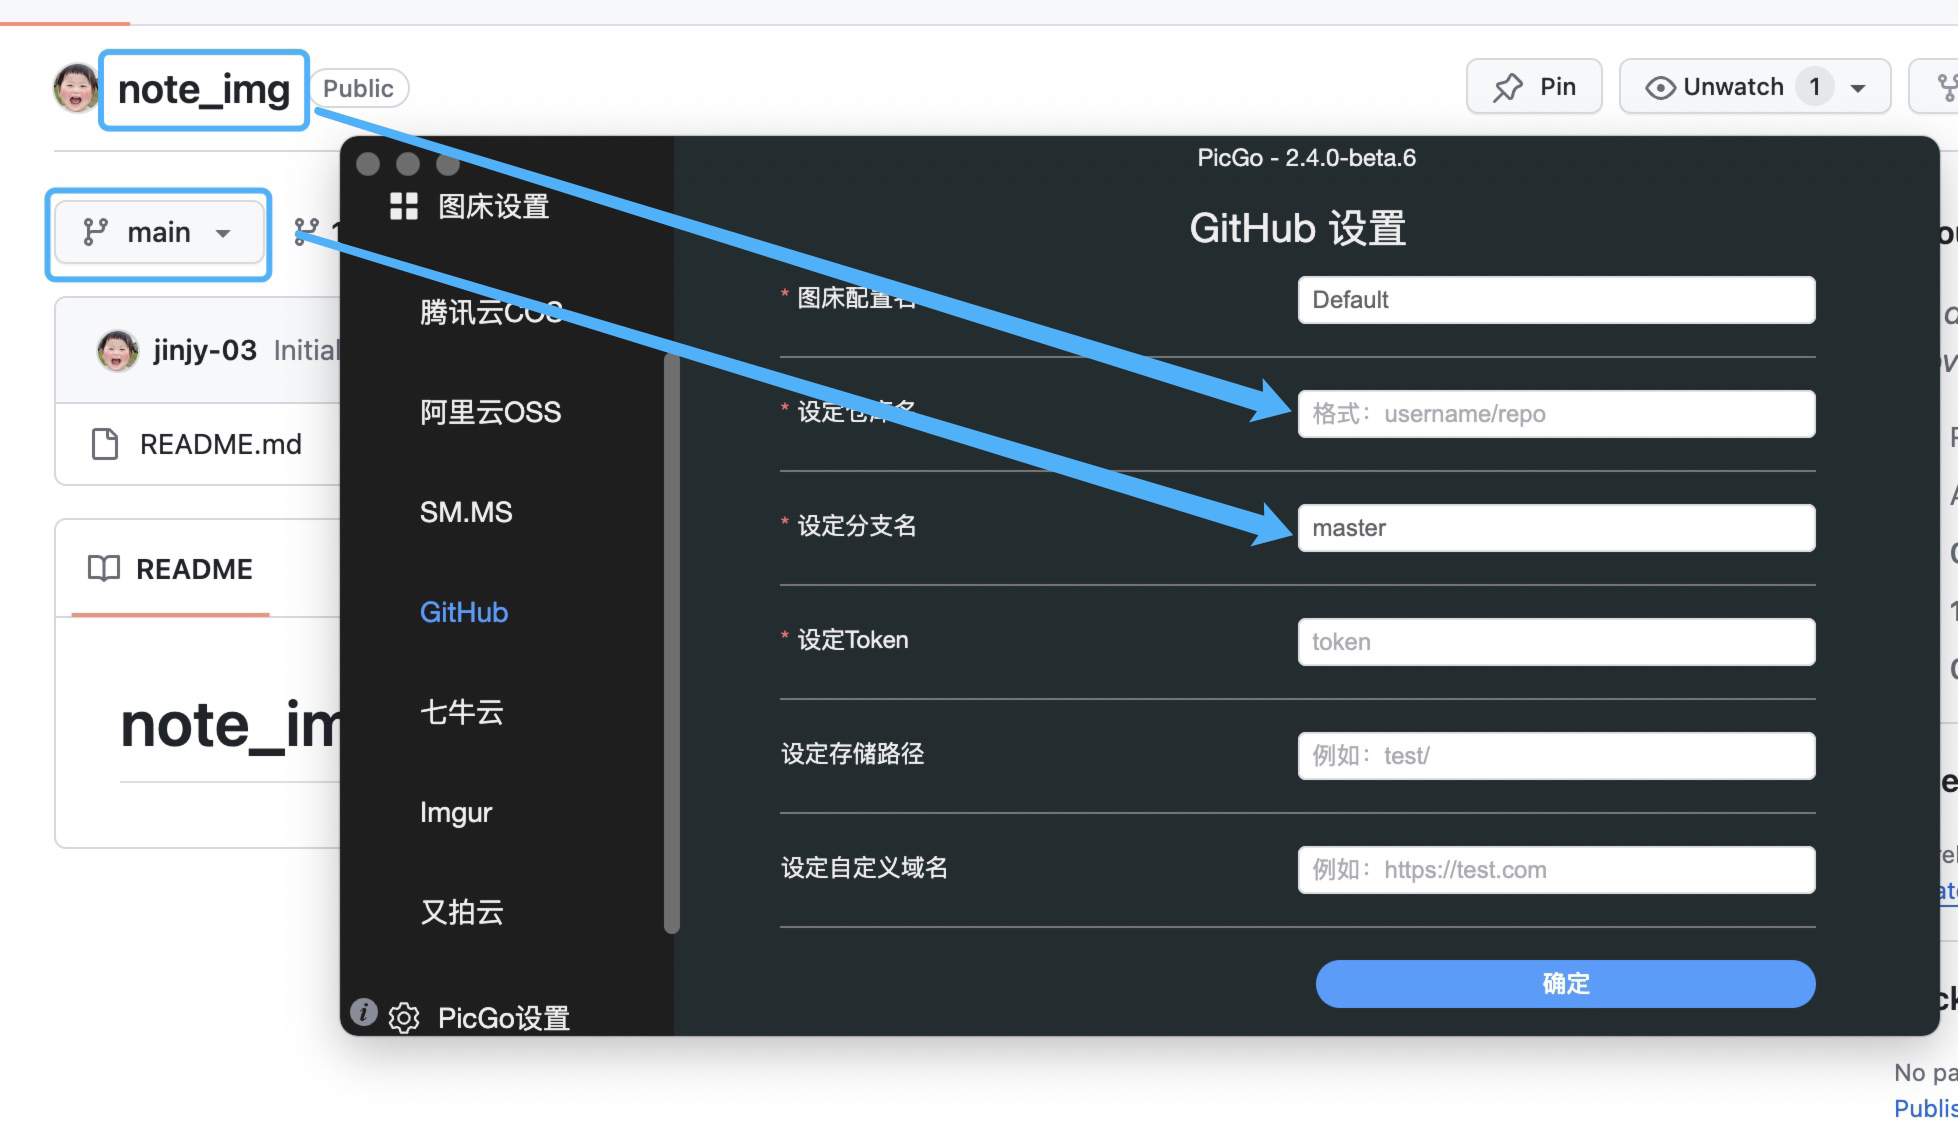 note_img
Public
Pin
Unwatch 1
main
jinjy-03 Initial
README.md
README
note_im
PicGo - 2.4.0-beta.6
图床设置
腾讯云COS
阿里云OSS
SM.MS
GitHub
七牛云
Imgur
又拍云
PicGo设置
GitHub 设置
* 图床配置名
Default
* 设定仓库名
格式：username/repo
* 设定分支名
master
* 设定Token
token
设定存储路径
例如：test/
设定自定义域名
例如：https://test.com
确定
No pa
Publis